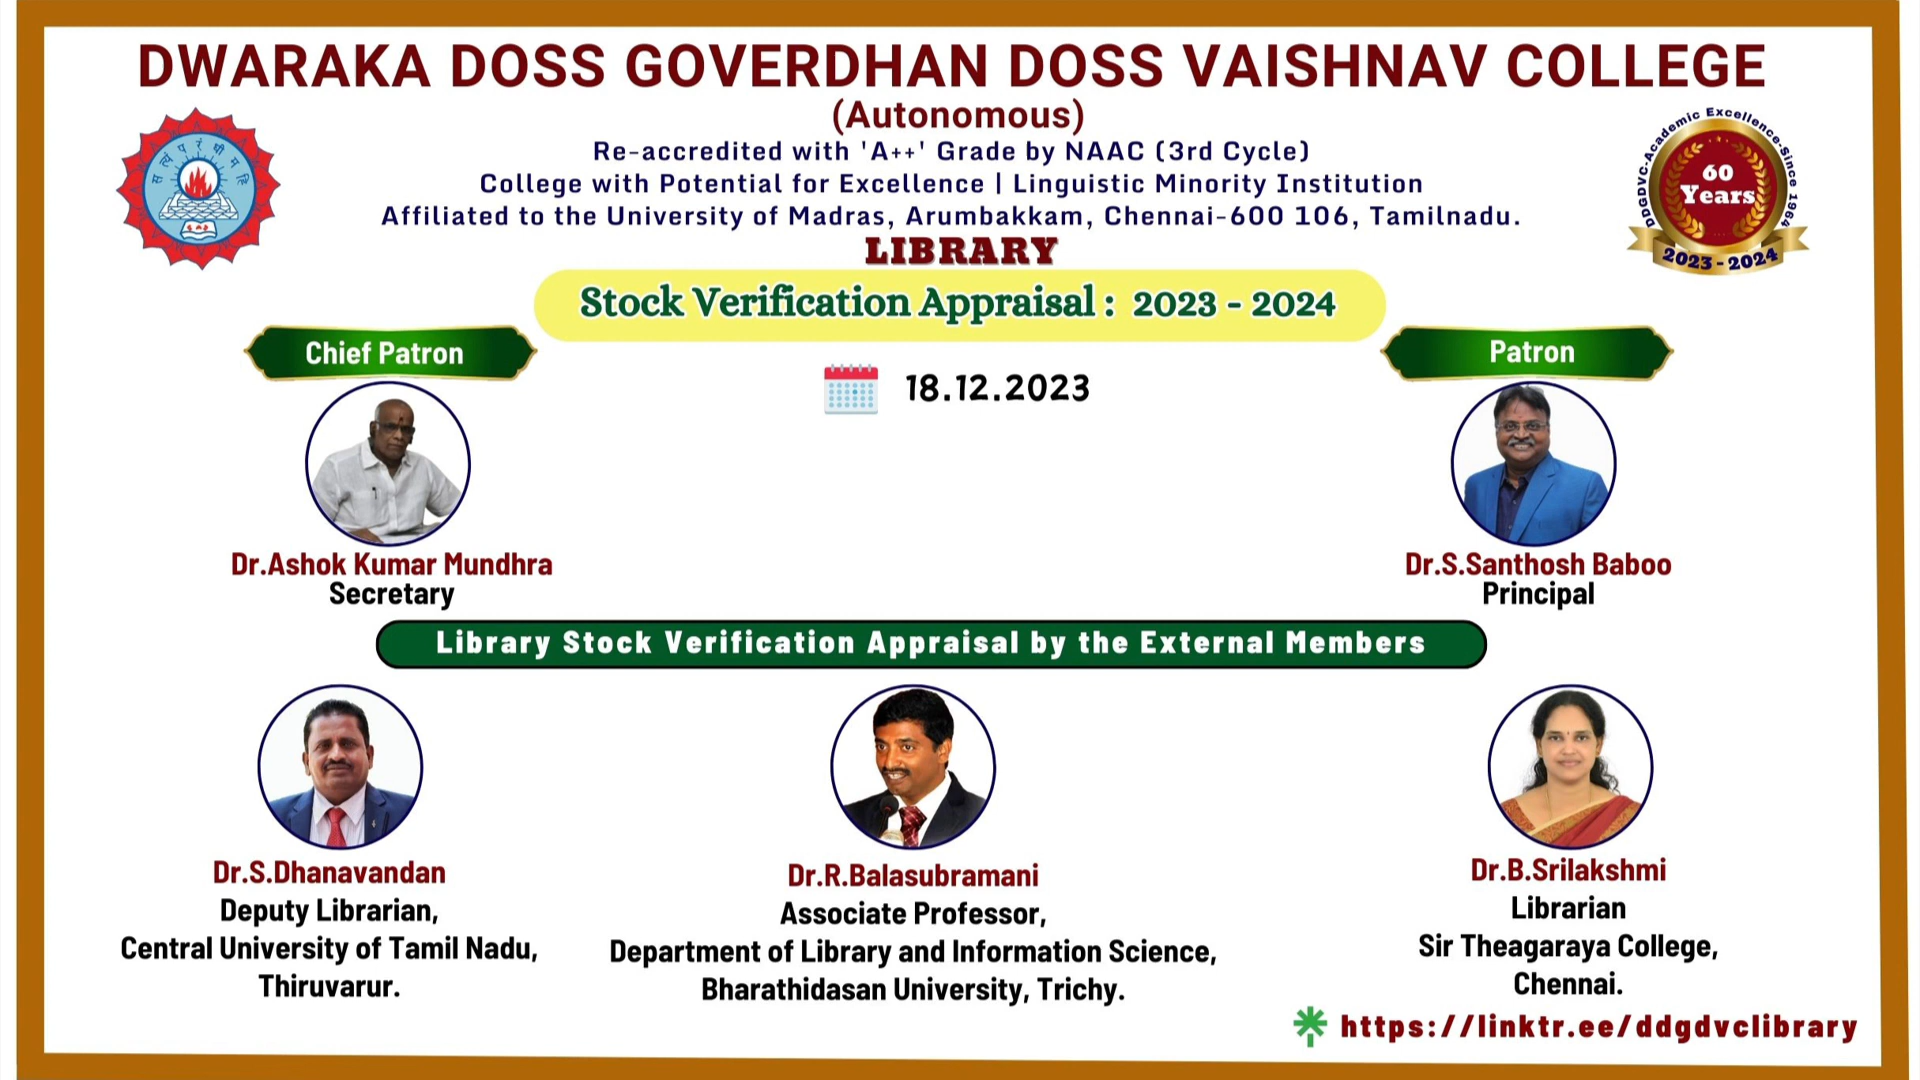 DWARAKA DOSS GOVERDHAN DOSS VAISHNAV COLLEGE
(Autonomous)
Re-accredited with 'A++' Grade by NAAC (3rd Cycle)
College with Potential for Excellence | Linguistic Minority Institution
Affiliated to the University of Madras, Arumbakkam, Chennai-600 106, Tamilnadu.
सत्यं परं धीमहि
DDGDVC-Academic Excellence-Since 1964
60
Years
2023 - 2024
LIBRARY
Stock Verification Appraisal : 2023 - 2024
18.12.2023
Chief Patron
Dr.Ashok Kumar Mundhra
Secretary
Patron
Dr.S.Santhosh Baboo
Principal
Library Stock Verification Appraisal by the External Members
Dr.S.Dhanavandan
Deputy Librarian,
Central University of Tamil Nadu,
Thiruvarur.
Dr.R.Balasubramani
Associate Professor,
Department of Library and Information Science,
Bharathidasan University, Trichy.
Dr.B.Srilakshmi
Librarian
Sir Theagaraya College,
Chennai.
https://linktr.ee/ddgdvclibrary